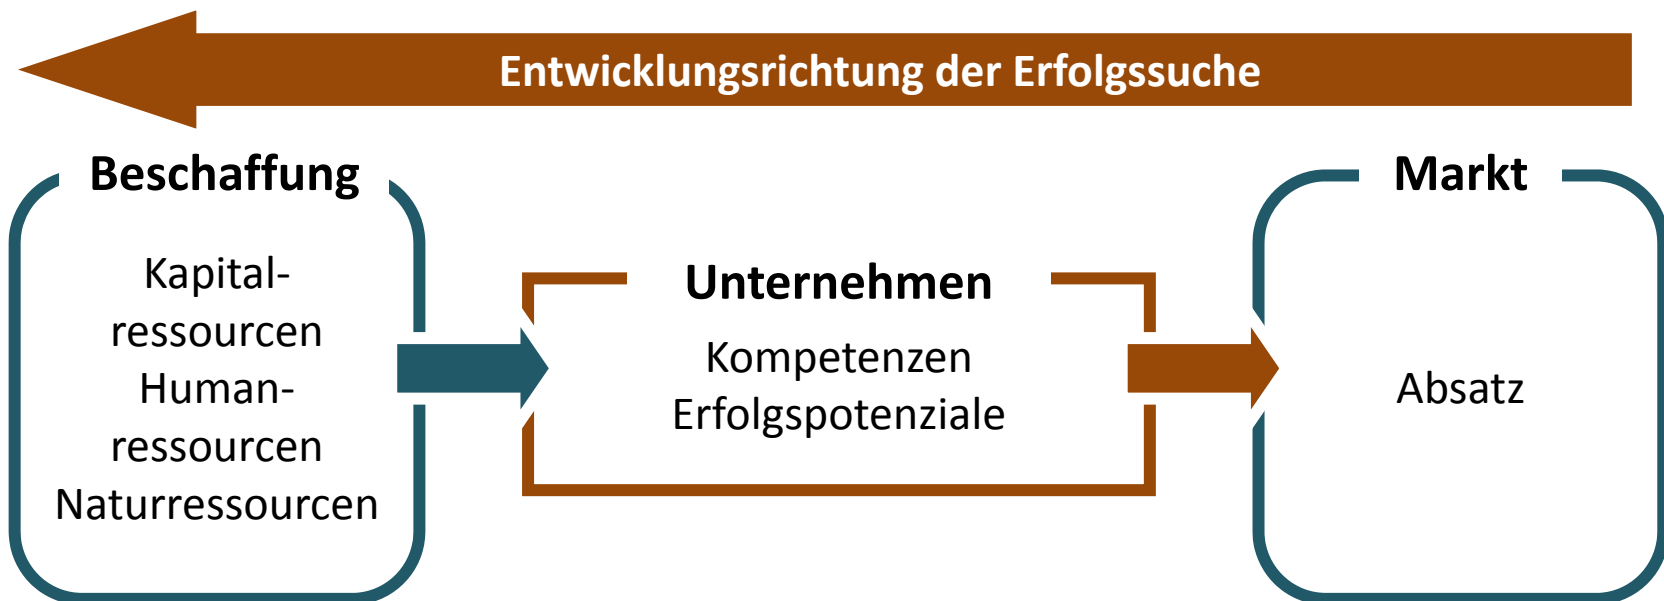 Entwicklungsrichtung der Erfolgssuche
Beschaffung
Kapital-
ressourcen
Human-
ressourcen
Naturressourcen
Unternehmen
Kompetenzen
Erfolgspotenziale
Markt
Absatz